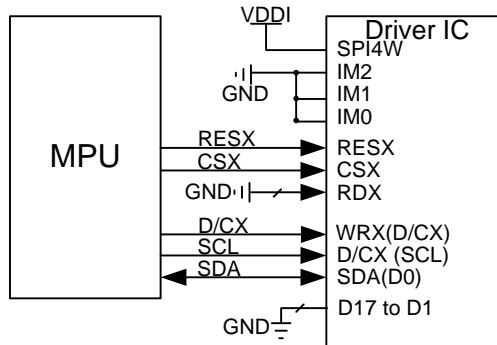 VDDI
Driver IC
SPI4W
IM2
GND
IM1
IM0
MPU
RESX
RESX
CSX
CSX
GND
RDX
D/CX
WRX(D/CX)
SCL
D/CX (SCL)
SDA
SDA(D0)
D17 to D1
GND